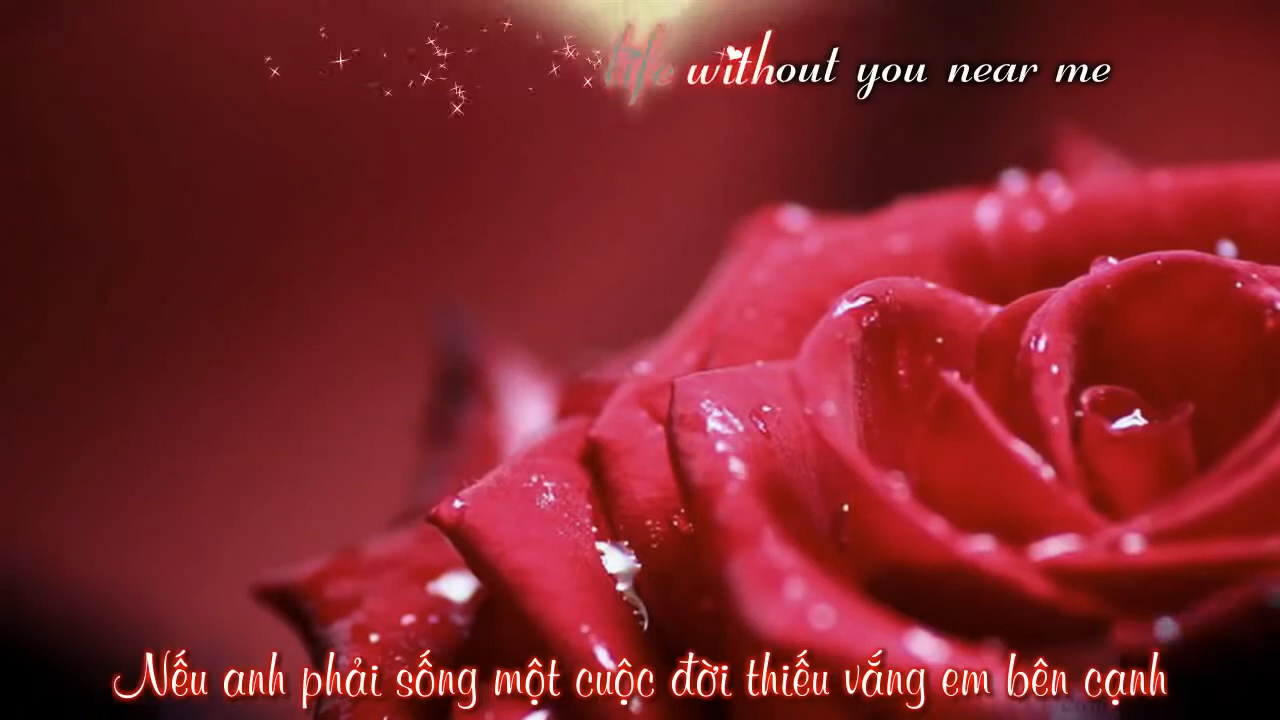 life without you near me
Nếu anh phải sống một cuộc đời thiếu vắng em bên cạnh